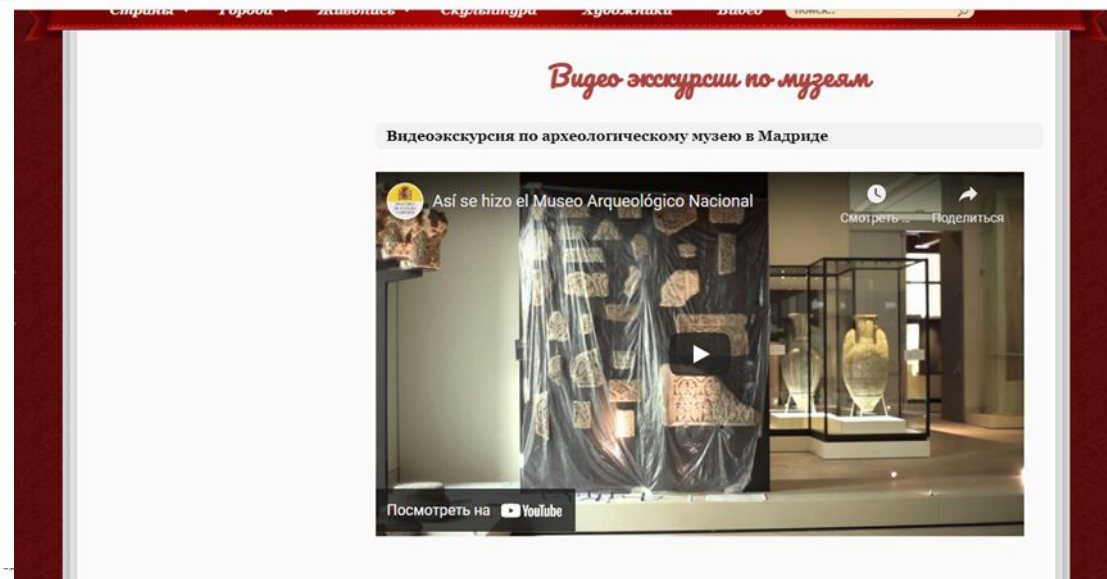 Страны Города Живопись Скульптура Художники Видео Поиск..
Видео экскурсии по музеям
Видеоэкскурсия по археологическому музею в Мадриде
Así se hizo el Museo Arqueológico Nacional
Смотреть ... Поделиться
Посмотреть на YouTube